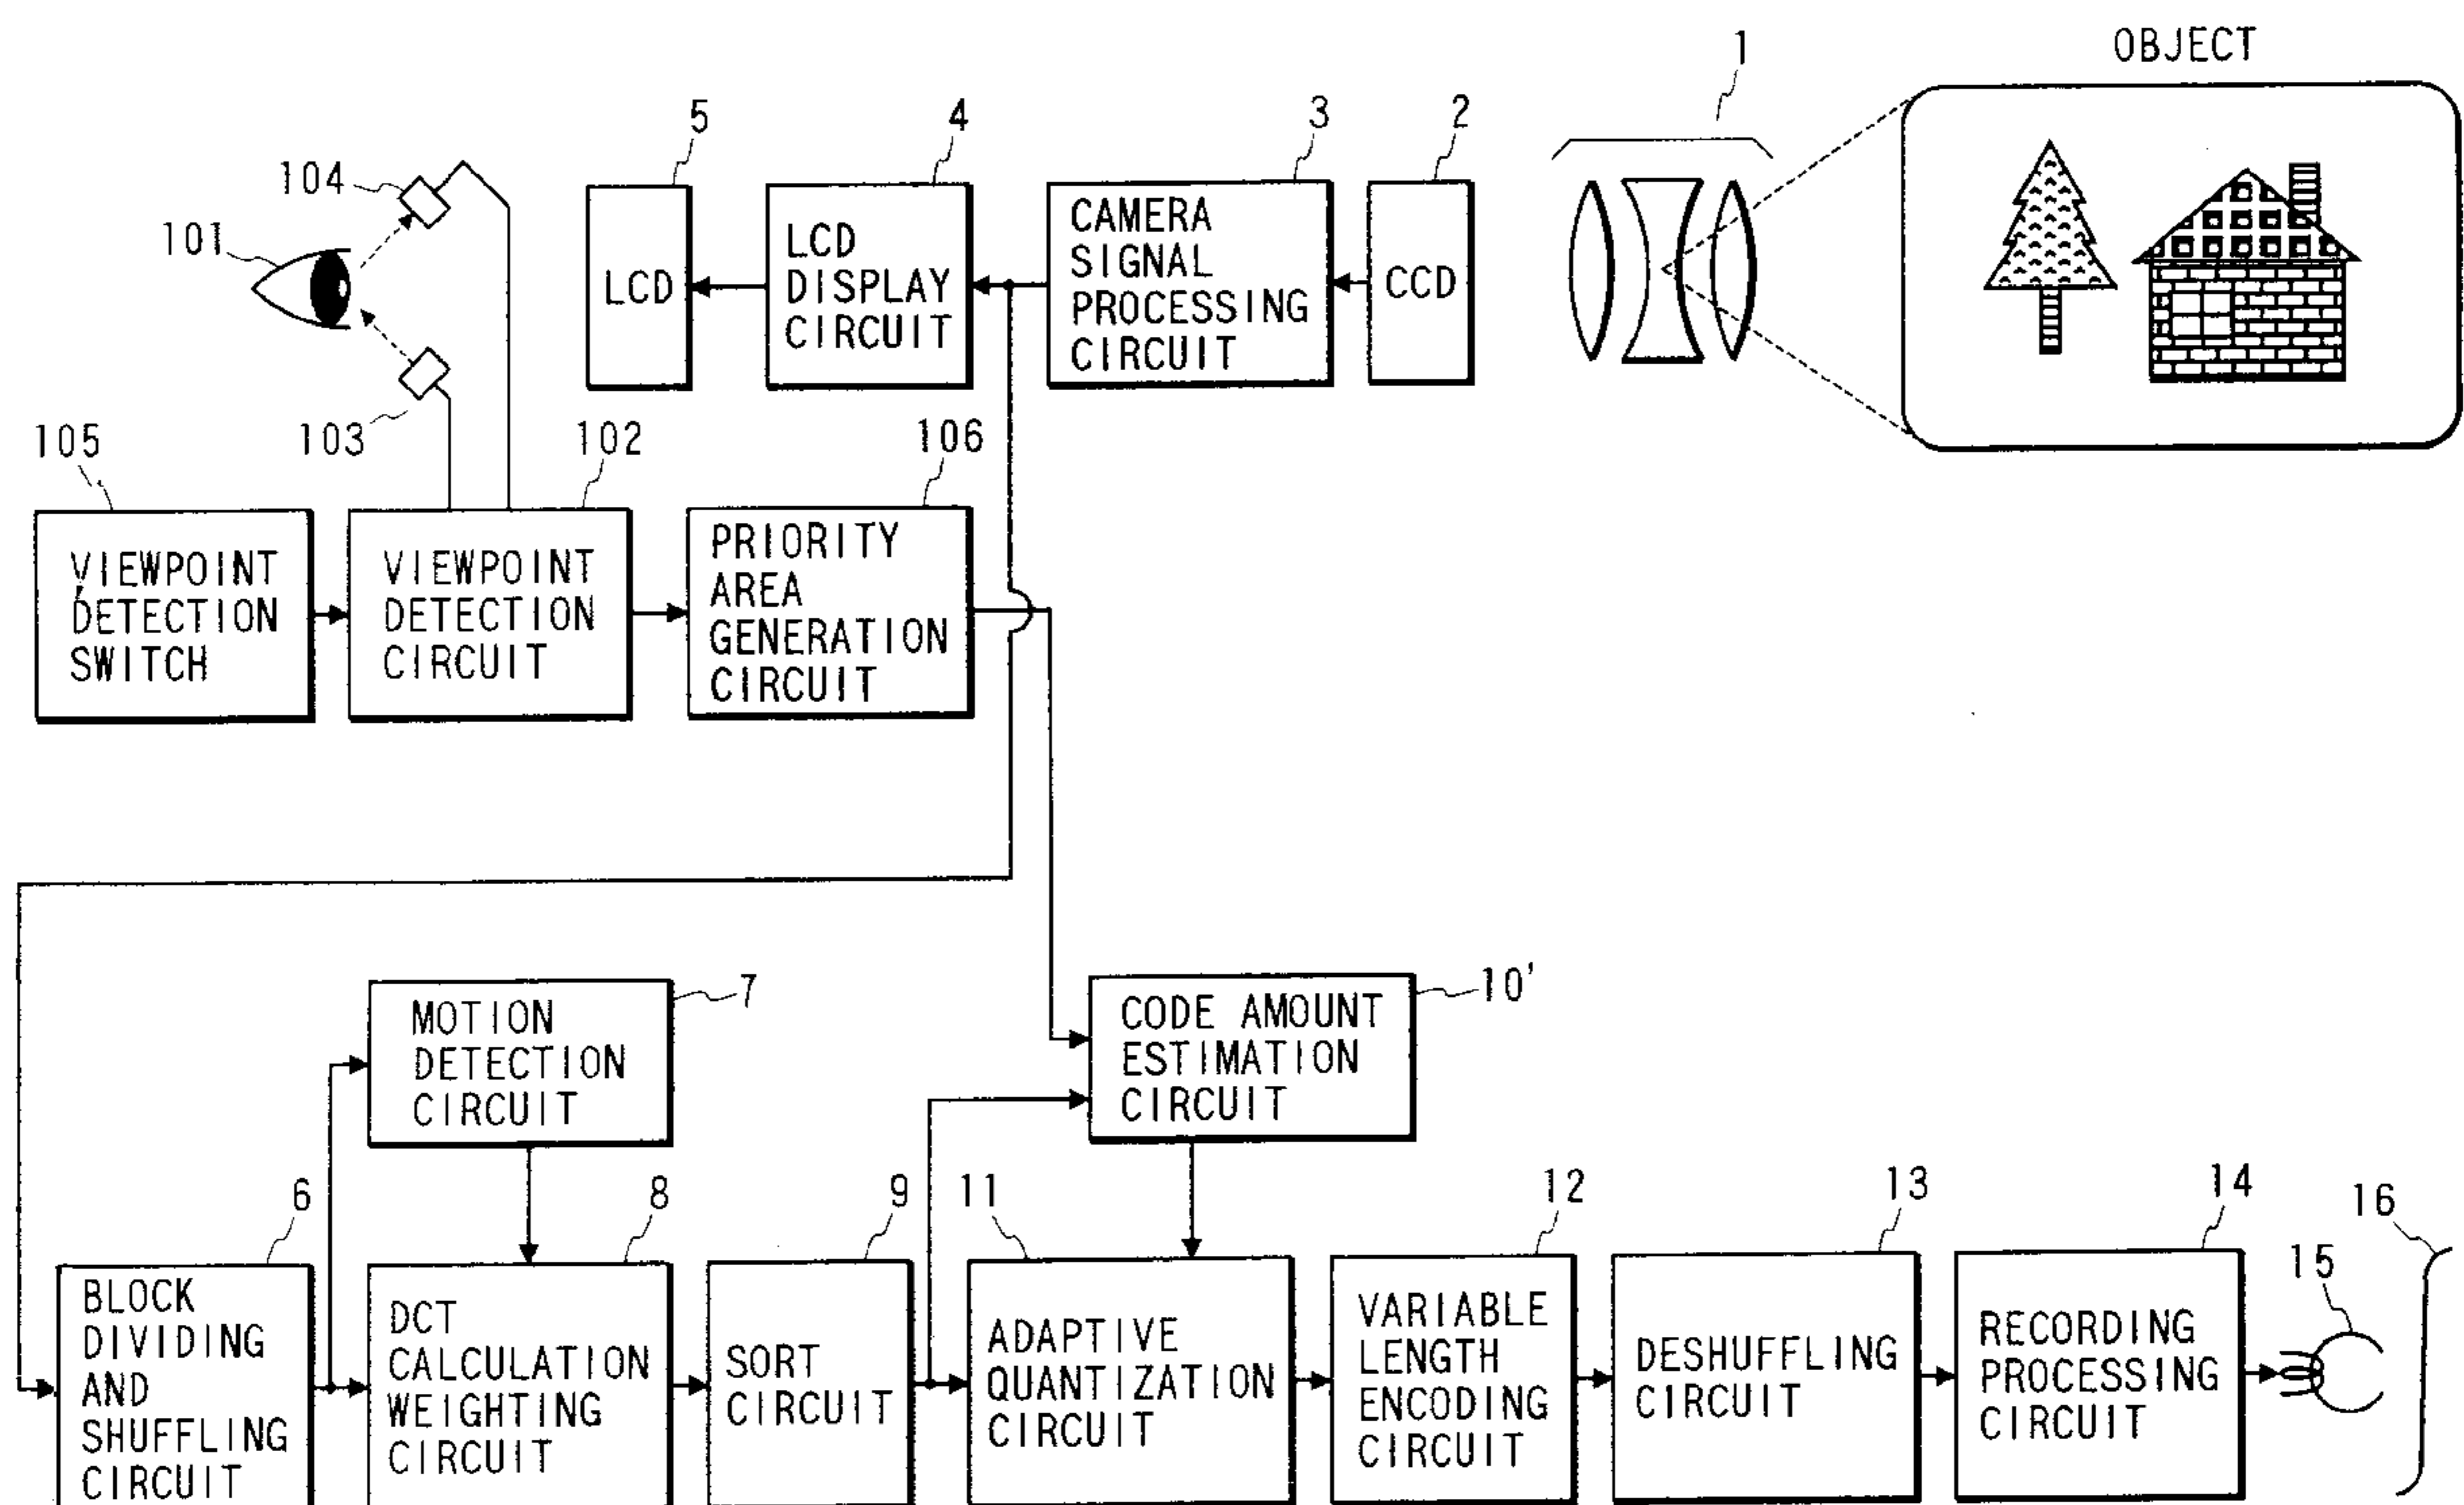 OBJECT
1
2
3
4
5
104
101
103
CCD
CAMERA
SIGNAL
PROCESSING
CIRCUIT
LCD
DISPLAY
CIRCUIT
LCD
105
102
106
VIEWPOINT
DETECTION
SWITCH
VIEWPOINT
DETECTION
CIRCUIT
PRIORITY
AREA
GENERATION
CIRCUIT
7
MOTION
DETECTION
CIRCUIT
10'
CODE AMOUNT
ESTIMATION
CIRCUIT
6
8
9
11
12
13
14
15
16
BLOCK
DIVIDING
AND
SHUFFLING
CIRCUIT
DCT
CALCULATION
WEIGHTING
CIRCUIT
SORT
CIRCUIT
ADAPTIVE
QUANTIZATION
CIRCUIT
VARIABLE
LENGTH
ENCODING
CIRCUIT
DESHUFFLING
CIRCUIT
RECORDING
PROCESSING
CIRCUIT